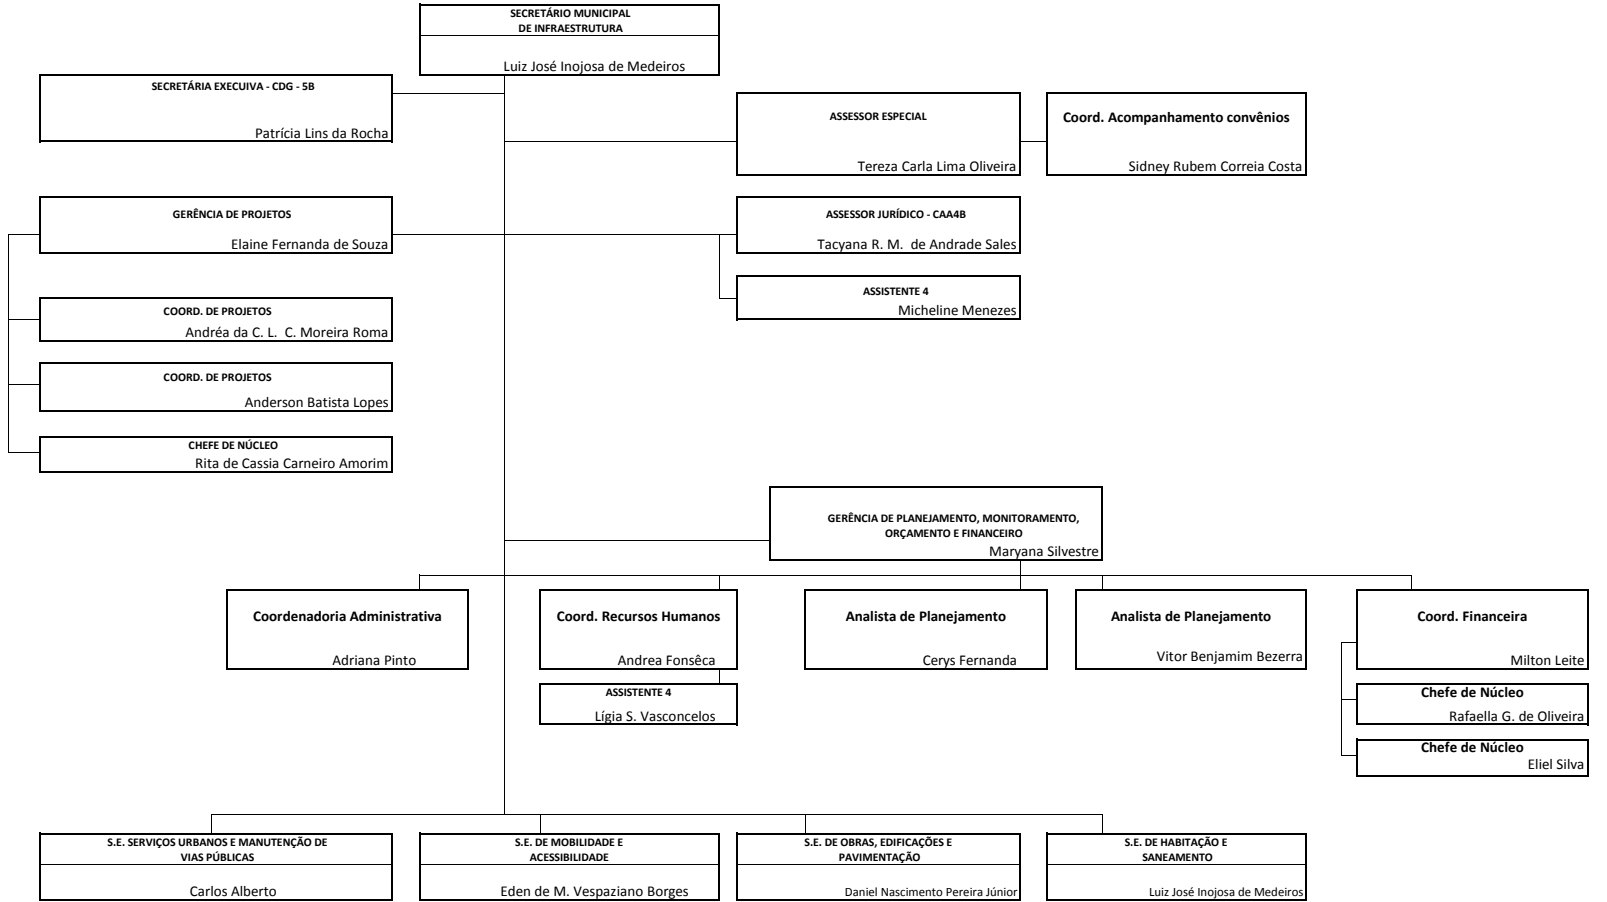 SECRETÁRIO MUNICIPAL
DE INFRAESTRUTURA
Luiz José Inojosa de Medeiros
SECRETÁRIA EXECUIVA - CDG - 5B
Patrícia Lins da Rocha
ASSESSOR ESPECIAL
Tereza Carla Lima Oliveira
Coord. Acompanhamento convênios
Sidney Rubem Correia Costa
GERÊNCIA DE PROJETOS
Elaine Fernanda de Souza
ASSESSOR JURÍDICO - CAA4B
Tacyana R. M.  de Andrade Sales
ASSISTENTE 4
Micheline Menezes
COORD. DE PROJETOS
Andréa da C. L.  C. Moreira Roma
COORD. DE PROJETOS
Anderson Batista Lopes
CHEFE DE NÚCLEO
Rita de Cassia Carneiro Amorim
GERÊNCIA DE PLANEJAMENTO, MONITORAMENTO,
ORÇAMENTO E FINANCEIRO
Maryana Silvestre
Coordenadoria Administrativa
Adriana Pinto
Coord. Recursos Humanos
Andrea Fonsêca
ASSISTENTE 4
Lígia S. Vasconcelos
Analista de Planejamento
Cerys Fernanda
Analista de Planejamento
Vitor Benjamim Bezerra
Coord. Financeira
Milton Leite
Chefe de Núcleo
Rafaella G. de Oliveira
Chefe de Núcleo
Eliel Silva
S.E. SERVIÇOS URBANOS E MANUTENÇÃO DE
VIAS PÚBLICAS
Carlos Alberto
S.E. DE MOBILIDADE E
ACESSIBILIDADE
Eden de M. Vespaziano Borges
S.E. DE OBRAS, EDIFICAÇÕES E
PAVIMENTAÇÃO
Daniel Nascimento Pereira Júnior
S.E. DE HABITAÇÃO E
SANEAMENTO
Luiz José Inojosa de Medeiros